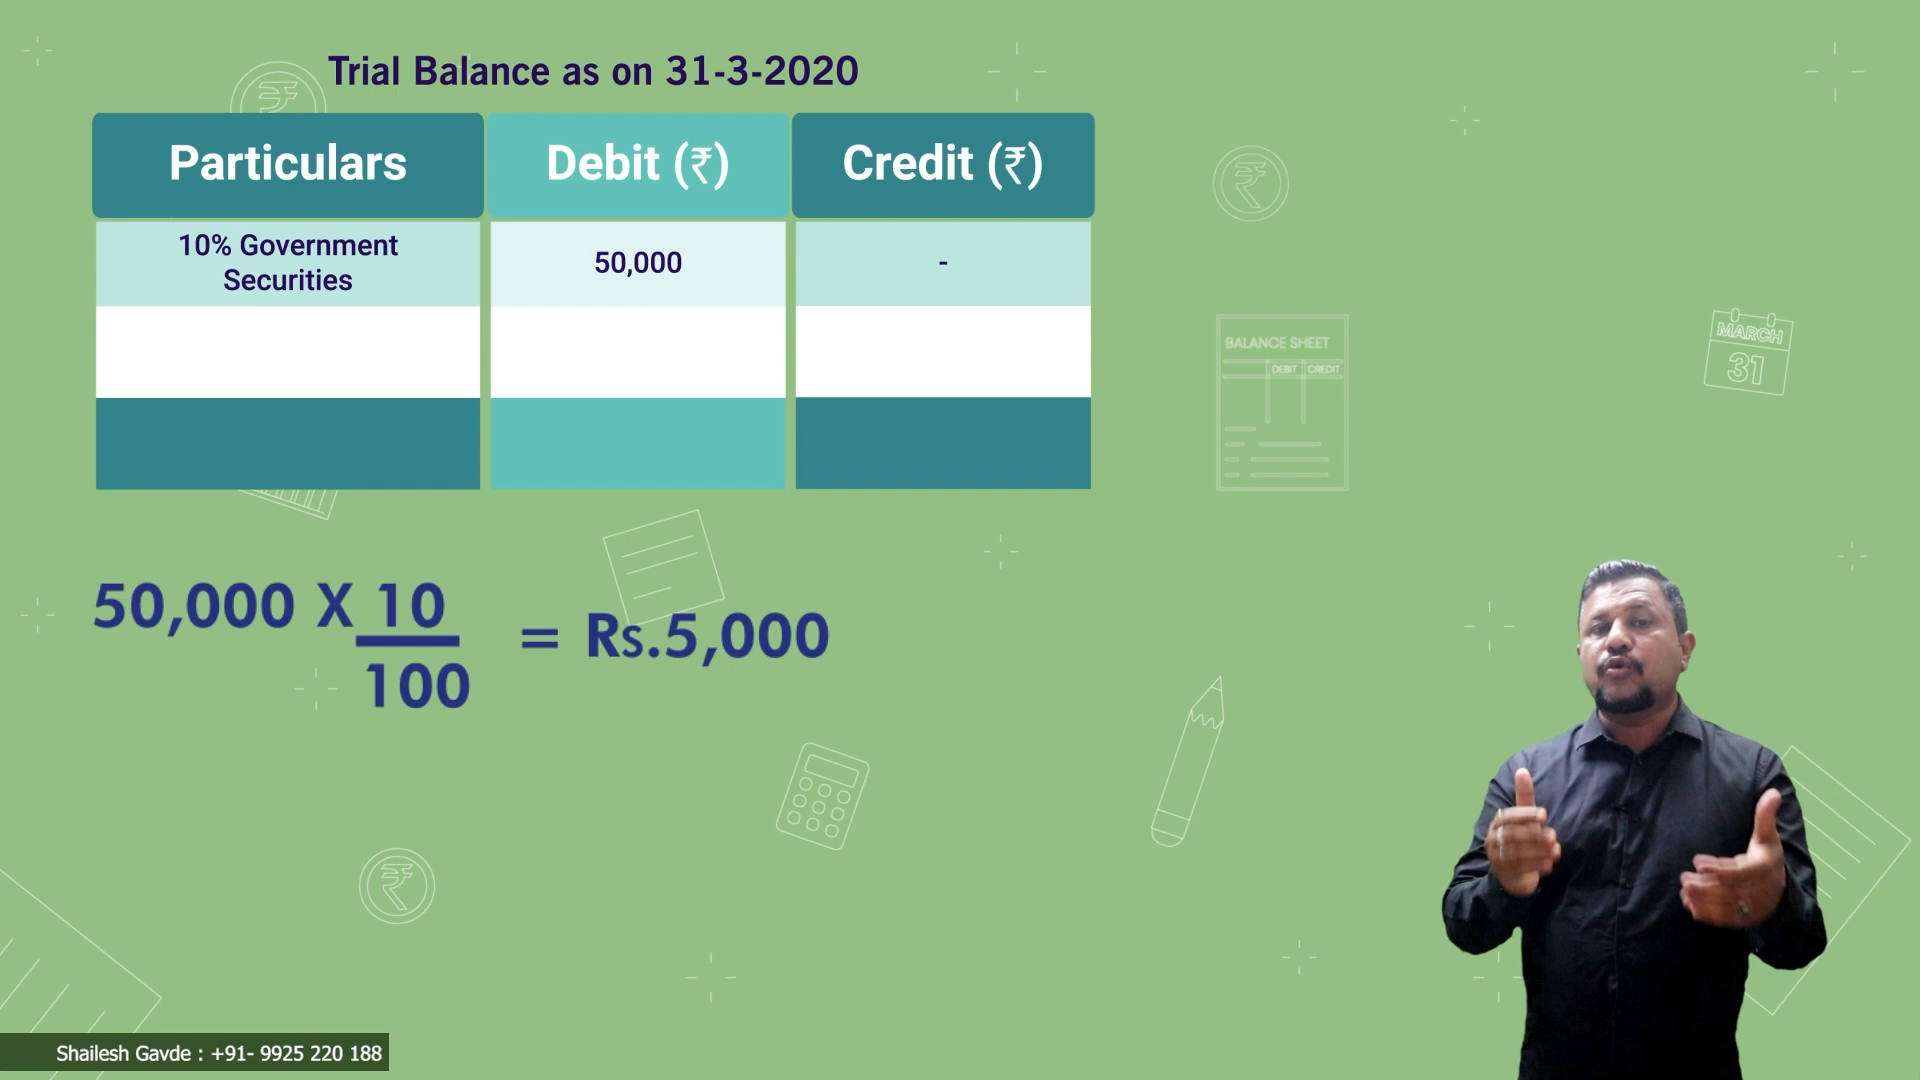 Trial Balance as on 31-3-2020
Particulars
Debit (₹)
Credit (₹)
10% Government
Securities
50,000
-
BALANCE SHEET
DEBIT
CREDIT
MARCH
31
50,000 X 10
100
= Rs.5,000
Shailesh Gavde : +91- 9925 220 188